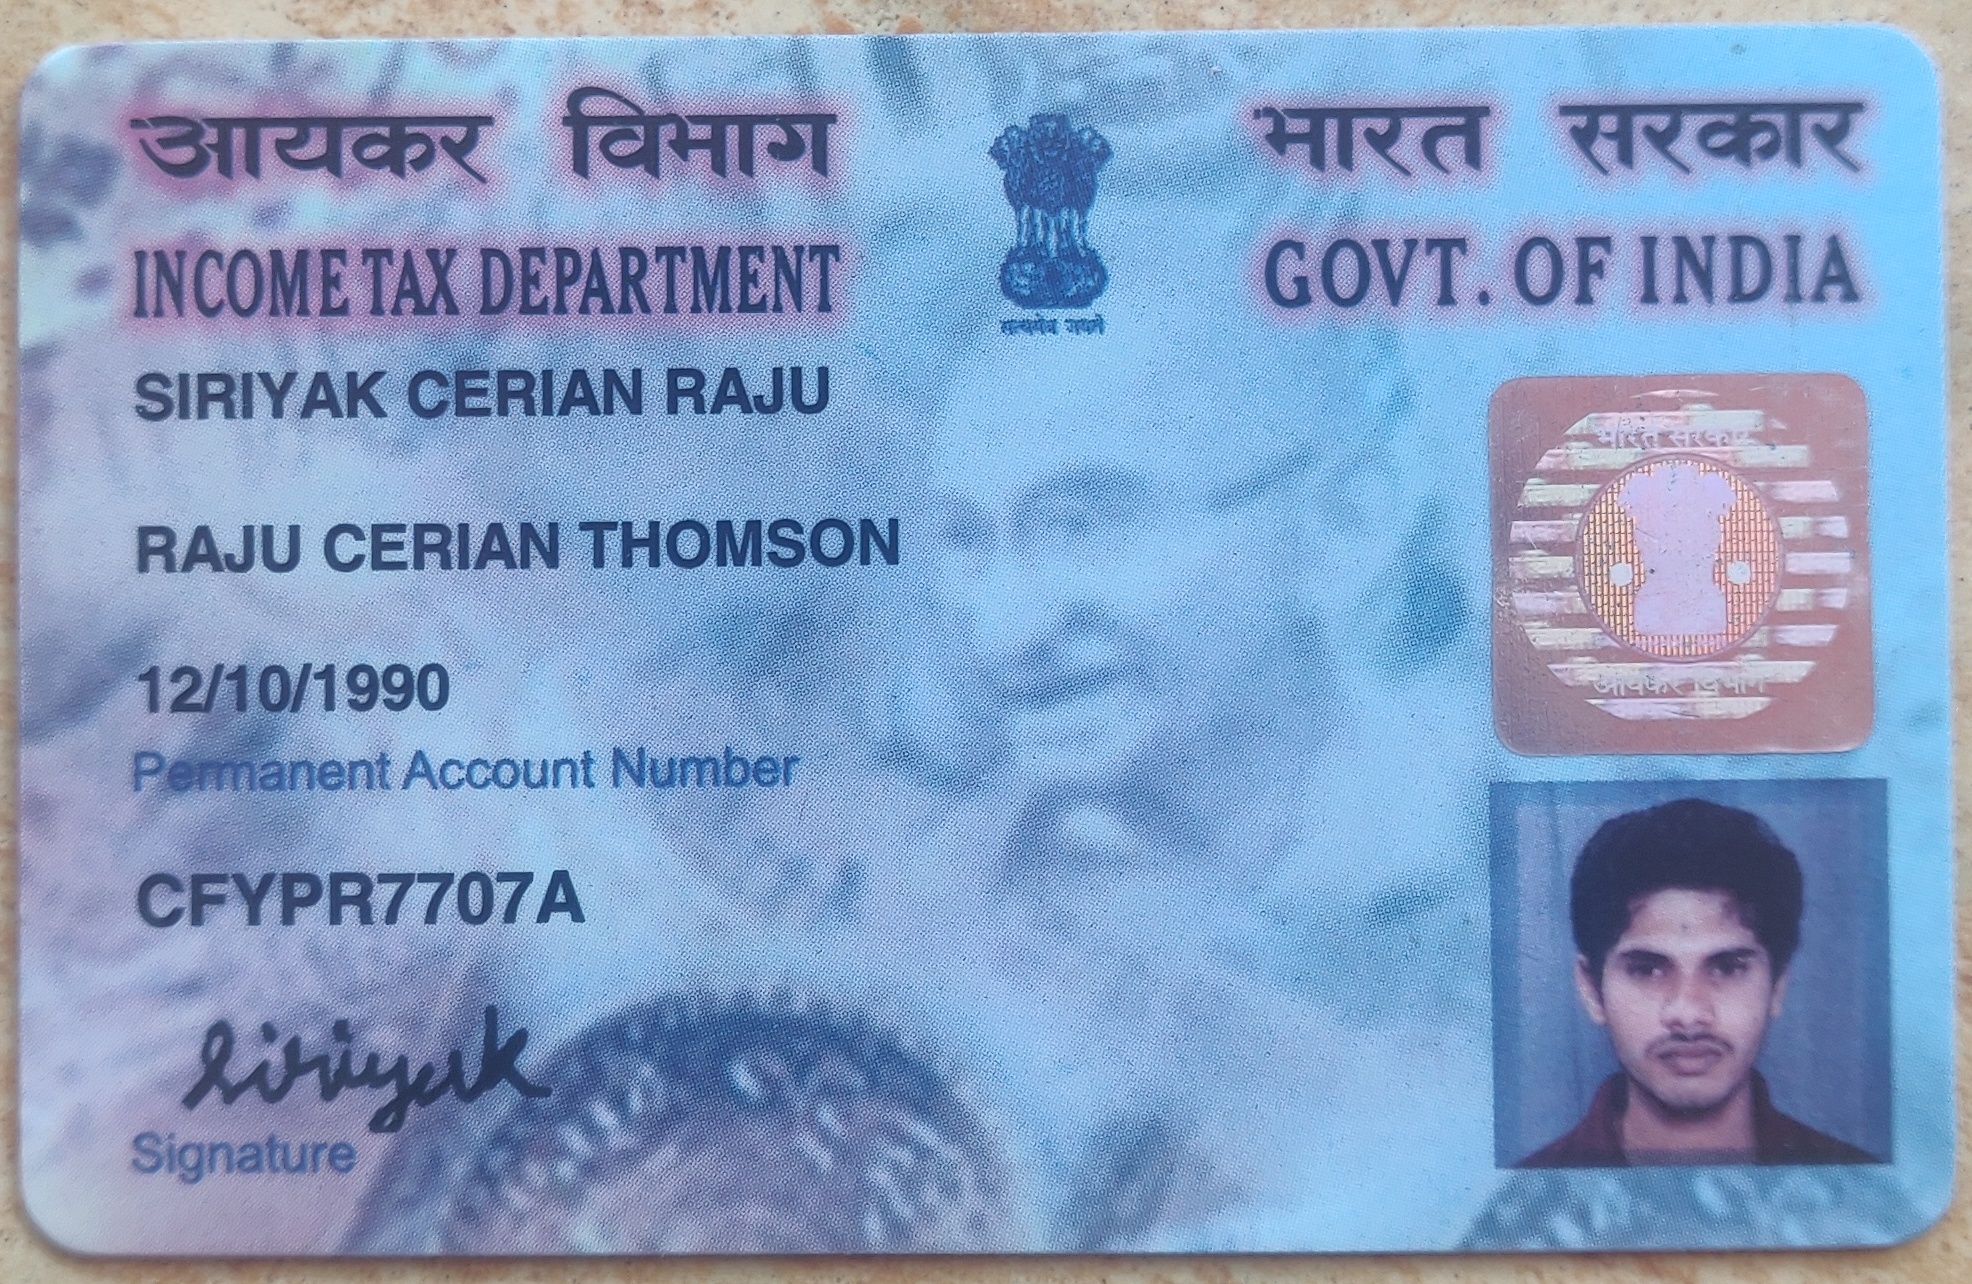 आयकर विभाग
INCOME TAX DEPARTMENT
सत्यमेव जयते
भारत सरकार
GOVT. OF INDIA
SIRIYAK CERIAN RAJU
RAJU CERIAN THOMSON
12/10/1990
Permanent Account Number
CFYPR7707A
siriyak
Signature
भारत सरकार
आयकर विभाग